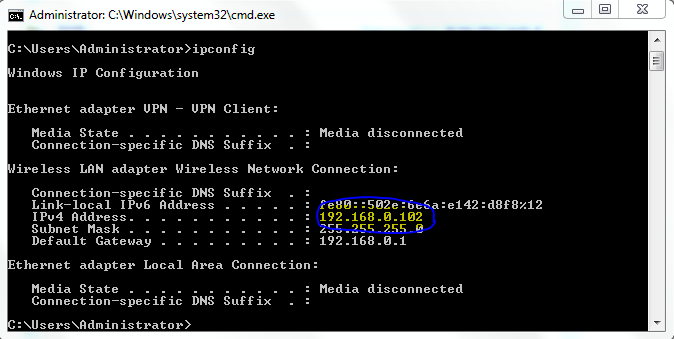 Administrator: C:\Windows\system32\cmd.exe
C:\Users\Administrator>ipconfig
Windows IP Configuration
Ethernet adapter VPN - VPN Client:
Media State . . . . . . . . . . . : Media disconnected
Connection-specific DNS Suffix  . :
Wireless LAN adapter Wireless Network Connection:
Connection-specific DNS Suffix  . :
Link-local IPv6 Address . . . . . : fe80::502e:6e6a:e142:d8f8%12
IPv4 Address. . . . . . . . . . . : 192.168.0.102
Subnet Mask . . . . . . . . . . . : 255.255.255.0
Default Gateway . . . . . . . . . : 192.168.0.1
Ethernet adapter Local Area Connection:
Media State . . . . . . . . . . . : Media disconnected
Connection-specific DNS Suffix  . :
C:\Users\Administrator>